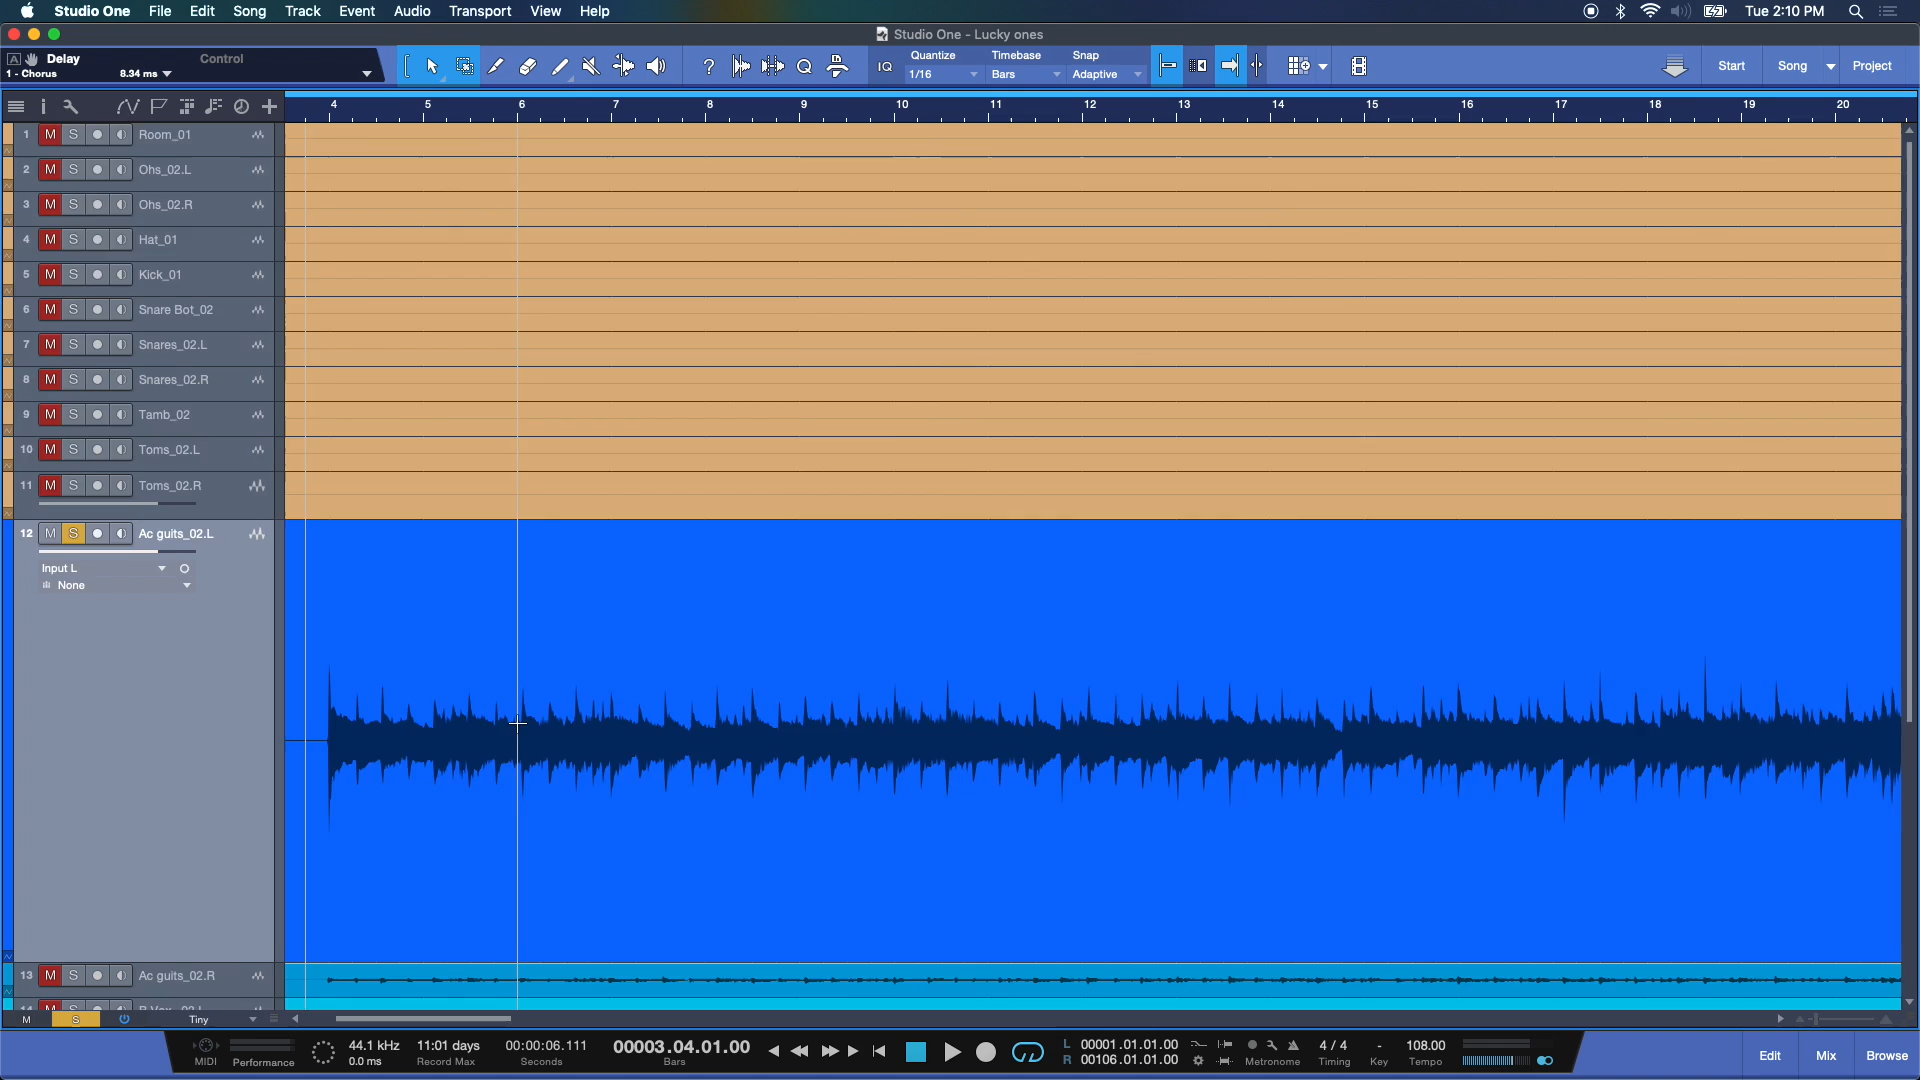 Studio One File Edit Song Track Event Audio Transport View Help
Tue 2:10 PM
Studio One - Lucky ones
Delay Control
1 - Chorus 8.34 ms
IQ
Quantize Timebase Snap
1/16 Bars Adaptive
Start Song Project
4 5 6 7 8 9 10 11 12 13 14 15 16 17 18 19 20
1 M S Room_01
2 M S Ohs_02.L
3 M S Ohs_02.R
4 M S Hat_01
5 M S Kick_01
6 M S Snare Bot_02
7 M S Snares_02.L
8 M S Snares_02.R
9 M S Tamb_02
10 M S Toms_02.L
11 M S Toms_02.R
12 M S Ac guits_02.L
Input L
None
13 M S Ac guits_02.R
M S Tiny
MIDI Performance
44.1 kHz 11:01 days 00:00:06.111 00003.04.01.00
0.0 ms Record Max Seconds Bars
L 00001.01.01.00
R 00106.01.01.00
Metronome
4 / 4 - 108.00
Timing Key Tempo
Edit Mix Browse